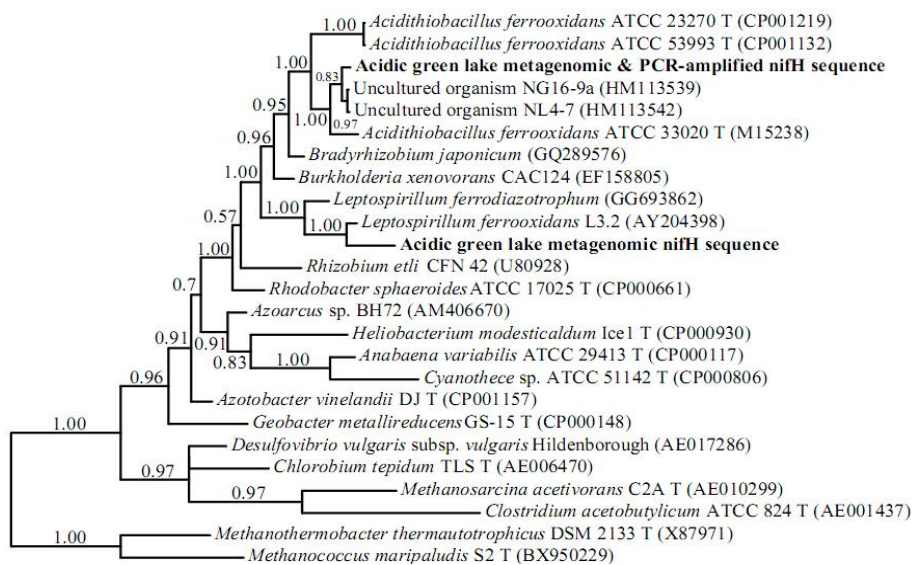 1.00
Acidithiobacillus ferrooxidans ATCC 23270 T (CP001219)
Acidithiobacillus ferrooxidans ATCC 53993 T (CP001132)
0.83
Acidic green lake metagenomic & PCR-amplified nifH sequence
1.00
Uncultured organism NG16-9a (HM113539)
0.95
Uncultured organism NL4-7 (HM113542)
1.00
0.97
Acidithiobacillus ferrooxidans ATCC 33020 T (M15238)
0.96
Bradyrhizobium japonicum (GQ289576)
1.00
Burkholderia xenovorans CAC124 (EF158805)
Leptospirillum ferrodiazotrophum (GG693862)
1.00
0.57
1.00
Leptospirillum ferrooxidans L3.2 (AY204398)
Acidic green lake metagenomic nifH sequence
1.00
Rhizobium etli CFN 42 (U80928)
0.7
Rhodobacter sphaeroides ATCC 17025 T (CP000661)
Azoarcus sp. BH72 (AM406670)
0.91
0.91
Heliobacterium modesticaldum Ice1 T (CP000930)
0.83
1.00
Anabaena variabilis ATCC 29413 T (CP000117)
0.96
Cyanothece sp. ATCC 51142 T (CP000806)
Azotobacter vinelandii DJ T (CP001157)
1.00
Geobacter metallireducens GS-15 T (CP000148)
Desulfovibrio vulgaris subsp. vulgaris Hildenborough (AE017286)
0.97
Chlorobium tepidum TLS T (AE006470)
0.97
Methanosarcina acetivorans C2A T (AE010299)
Clostridium acetobutylicum ATCC 824 T (AE001437)
1.00
Methanothermobacter thermautotrophicus DSM 2133 T (X87971)
Methanococcus maripaludis S2 T (BX950229)